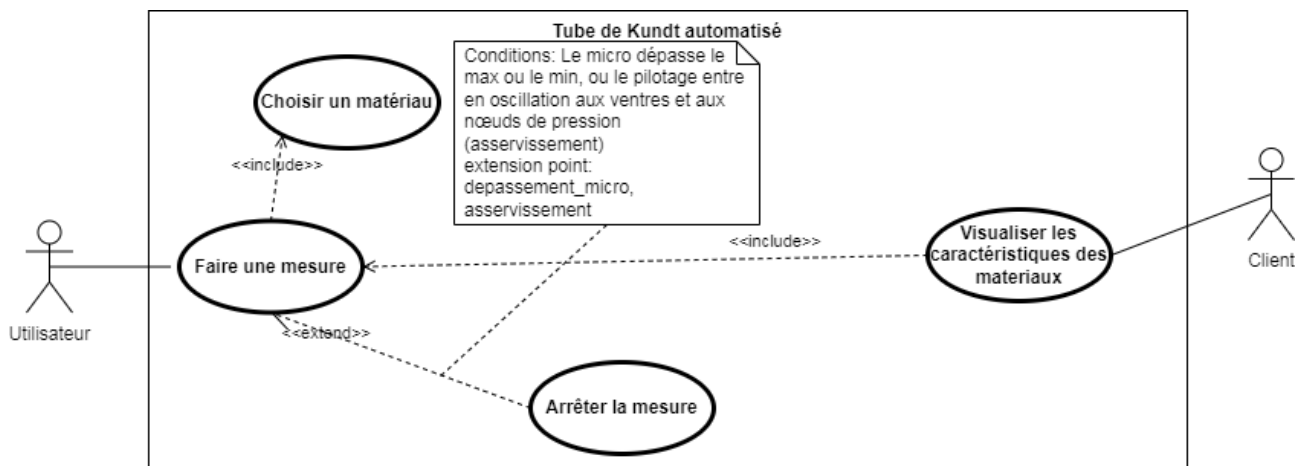 Tube de Kundt automatisé
Conditions: Le micro dépasse le
max ou le min, ou le pilotage entre
en oscillation aux ventres et aux
nœuds de pression
(asservissement)
extension point:
depassement_micro,
asservissement
Choisir un matériau
<<include>>
Faire une mesure
Utilisateur
<<include>>
Visualiser les
caractéristiques des
materiaux
Client
<<extend>>
Arrêter la mesure